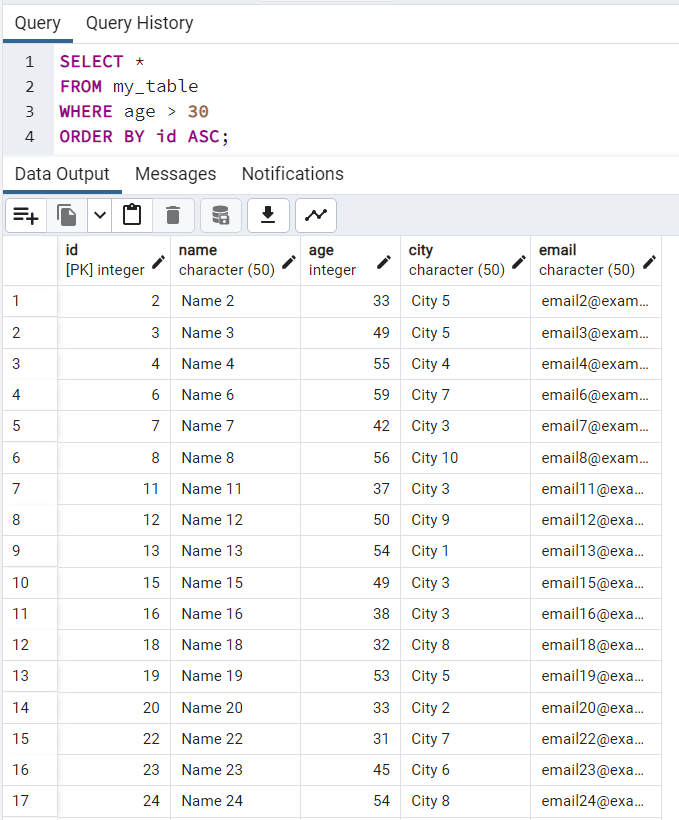 Query Query History
1 SELECT *
2 FROM my_table
3 WHERE age > 30
4 ORDER BY id ASC;
Data Output Messages Notifications
id name age city email
[PK] integer character (50) integer character (50) character (50)
1 2 Name 2 33 City 5 email2@exam...
2 3 Name 3 49 City 5 email3@exam...
3 4 Name 4 55 City 4 email4@exam...
4 6 Name 6 59 City 7 email6@exam...
5 7 Name 7 42 City 3 email7@exam...
6 8 Name 8 56 City 10 email8@exam...
7 11 Name 11 37 City 3 email11@exa...
8 12 Name 12 50 City 9 email12@exa...
9 13 Name 13 54 City 1 email13@exa...
10 15 Name 15 49 City 3 email15@exa...
11 16 Name 16 38 City 3 email16@exa...
12 18 Name 18 32 City 8 email18@exa...
13 19 Name 19 53 City 5 email19@exa...
14 20 Name 20 33 City 2 email20@exa...
15 22 Name 22 31 City 7 email22@exa...
16 23 Name 23 45 City 6 email23@exa...
17 24 Name 24 54 City 8 email24@exa...